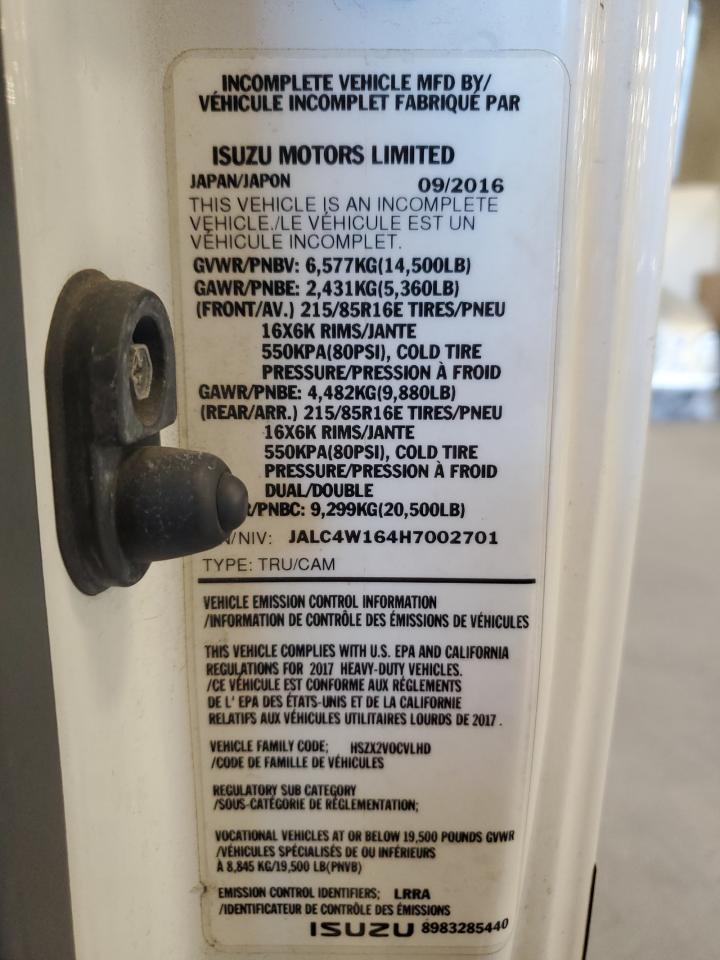 INCOMPLETE VEHICLE MFD BY/
VÉHICULE INCOMPLET FABRIQUÉ PAR
ISUZU MOTORS LIMITED
JAPAN/JAPON 09/2016
THIS VEHICLE IS AN INCOMPLETE
VEHICLE./LE VÉHICULE EST UN
VÉHICULE INCOMPLET.
GVWR/PNBV: 6,577KG(14,500LB)
GAWR/PNBE: 2,431KG(5,360LB)
(FRONT/AV.) 215/85R16E TIRES/PNEU
16X6K RIMS/JANTE
550KPA(80PSI), COLD TIRE
PRESSURE/PRESSION À FROID
GAWR/PNBE: 4,482KG(9,880LB)
(REAR/ARR.) 215/85R16E TIRES/PNEU
16X6K RIMS/JANTE
550KPA(80PSI), COLD TIRE
PRESSURE/PRESSION À FROID
DUAL/DOUBLE
/PNBC: 9,299KG(20,500LB)
/NIV: JALC4W164H7002701
TYPE: TRU/CAM
VEHICLE EMISSION CONTROL INFORMATION
/INFORMATION DE CONTRÔLE DES ÉMISSIONS DE VÉHICULES
THIS VEHICLE COMPLIES WITH U.S. EPA AND CALIFORNIA
REGULATIONS FOR 2017 HEAVY-DUTY VEHICLES.
/CE VÉHICULE EST CONFORME AUX RÉGLEMENTS
DE L' EPA DES ÉTATS-UNIS ET DE LA CALIFORNIE
RELATIFS AUX VÉHICULES UTILITAIRES LOURDS DE 2017 .
VEHICLE FAMILY CODE; HSZX2VOCVLHD
/CODE DE FAMILLE DE VÉHICULES
REGULATORY SUB CATEGORY
/SOUS-CATÉGORIE DE RÉGLEMENTATION;
VOCATIONAL VEHICLES AT OR BELOW 19,500 POUNDS GVWR
/VÉHICULES SPÉCIALISÉS DE OU INFÉRIEURS
À 8,845 KG/19,500 LB(PNVB)
EMISSION CONTROL IDENTIFIERS; LRRA
/IDENTIFICATEUR DE CONTRÔLE DES ÉMISSIONS
ISUZU 8983285440